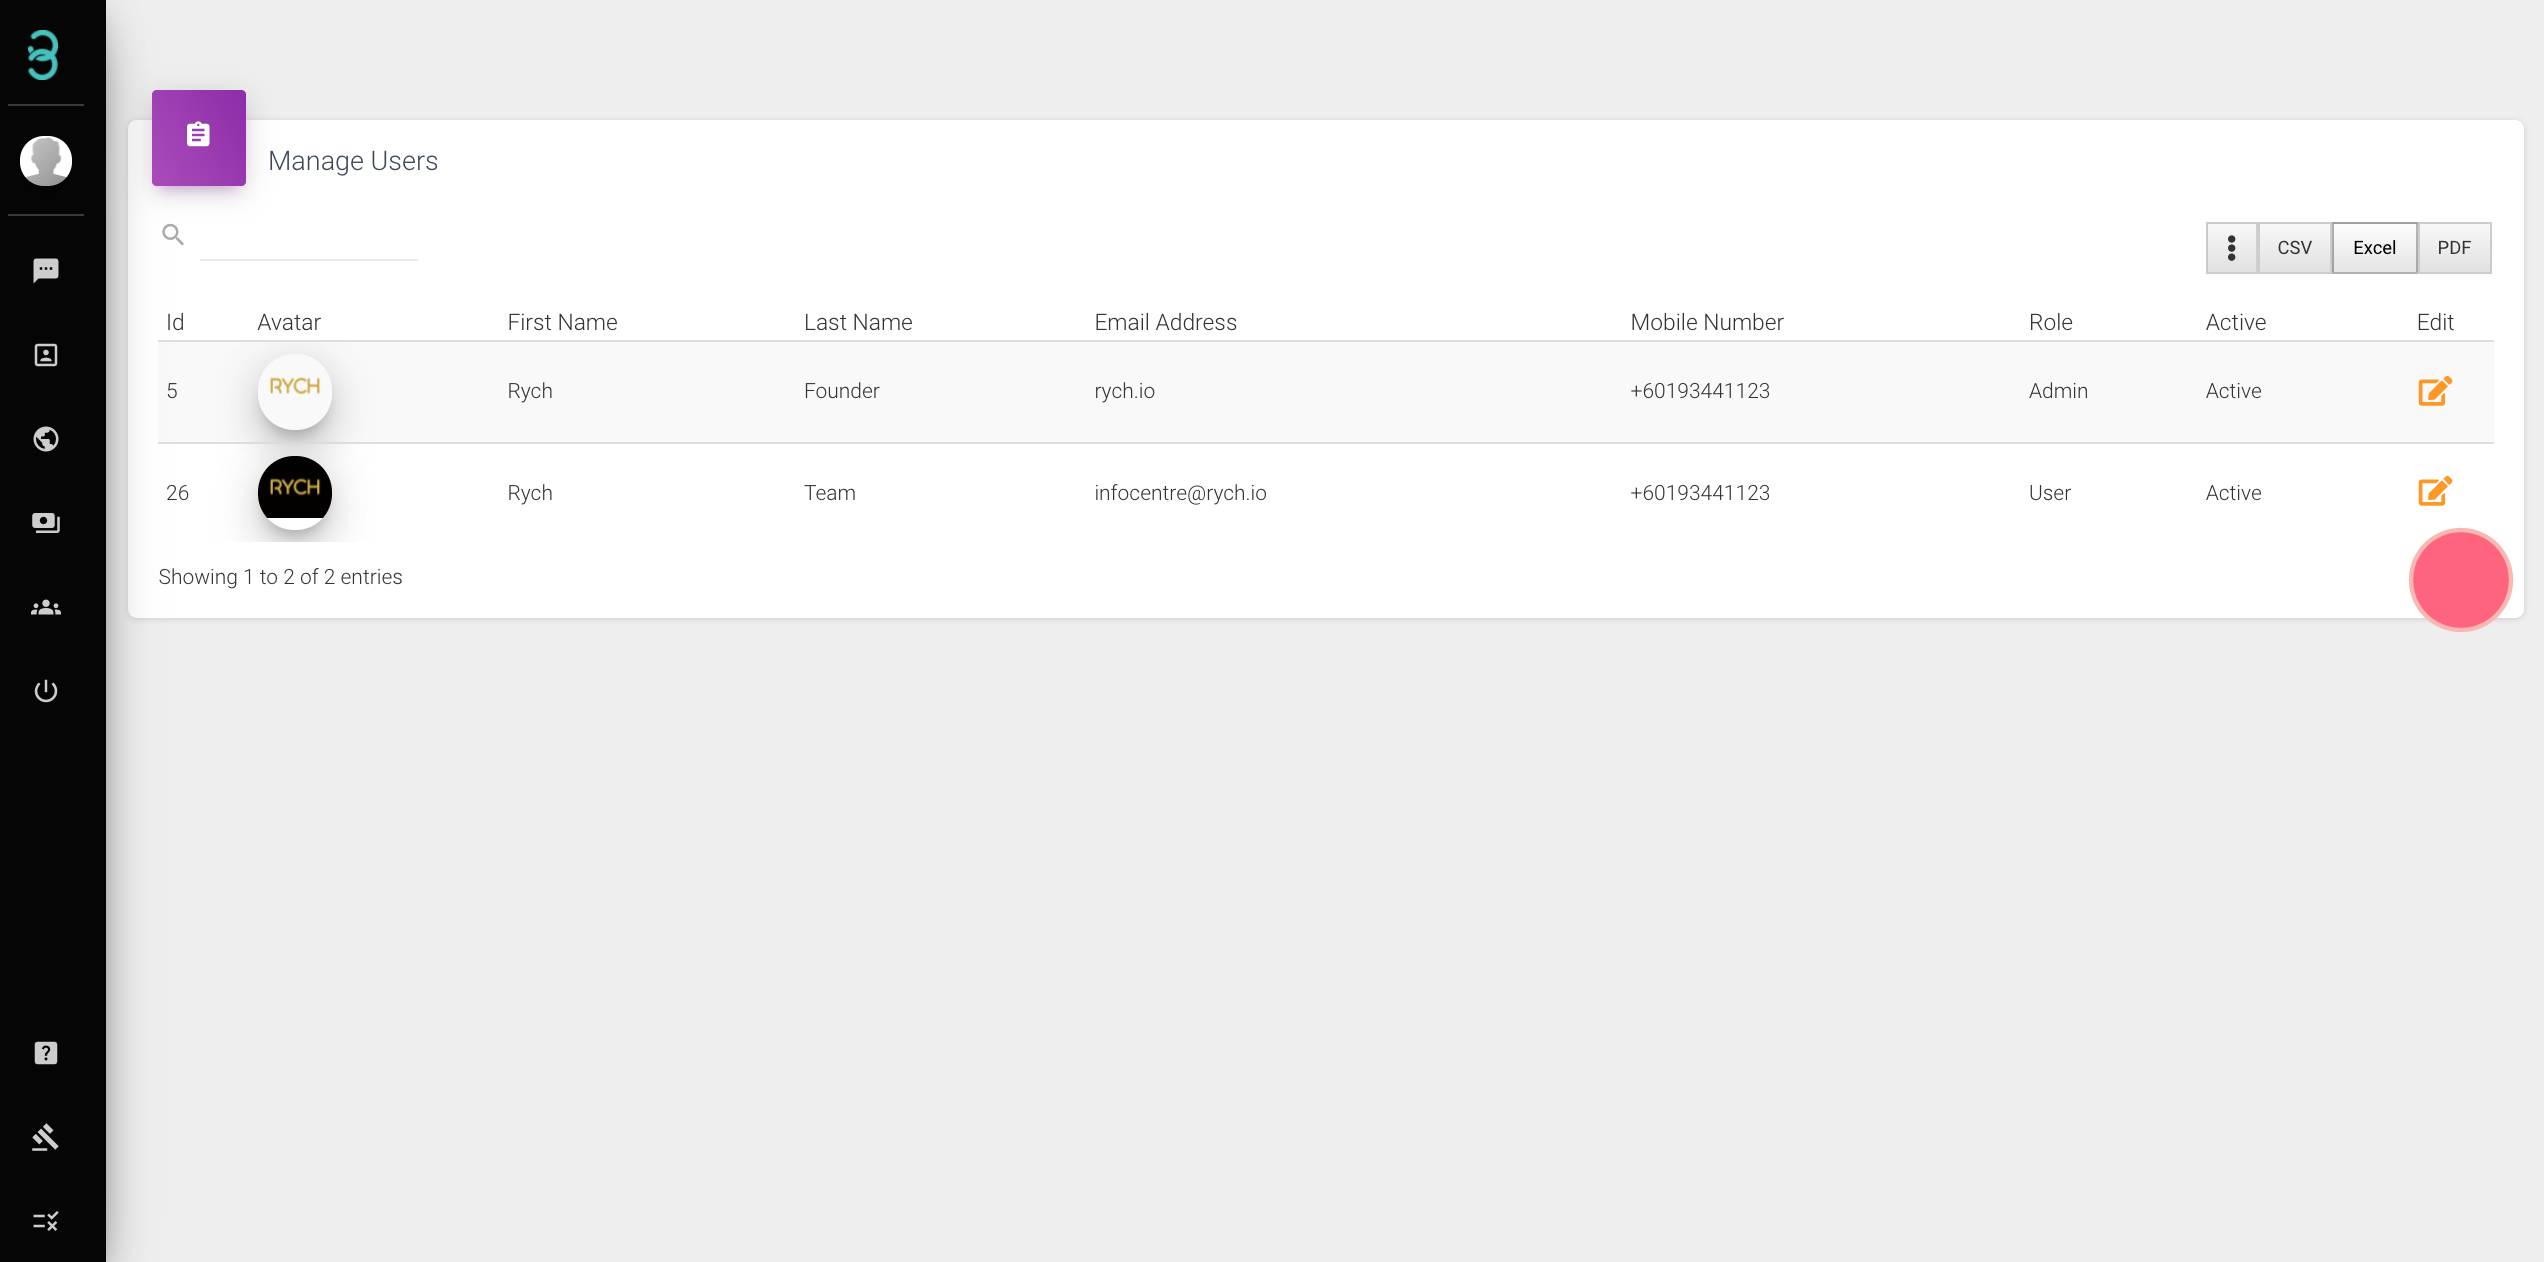 Manage Users
CSV Excel PDF
Id Avatar First Name Last Name Email Address Mobile Number Role Active Edit
5 RYCH Rych Founder rych.io +60193441123 Admin Active
26 RYCH Rych Team infocentre@rych.io +60193441123 User Active
Showing 1 to 2 of 2 entries